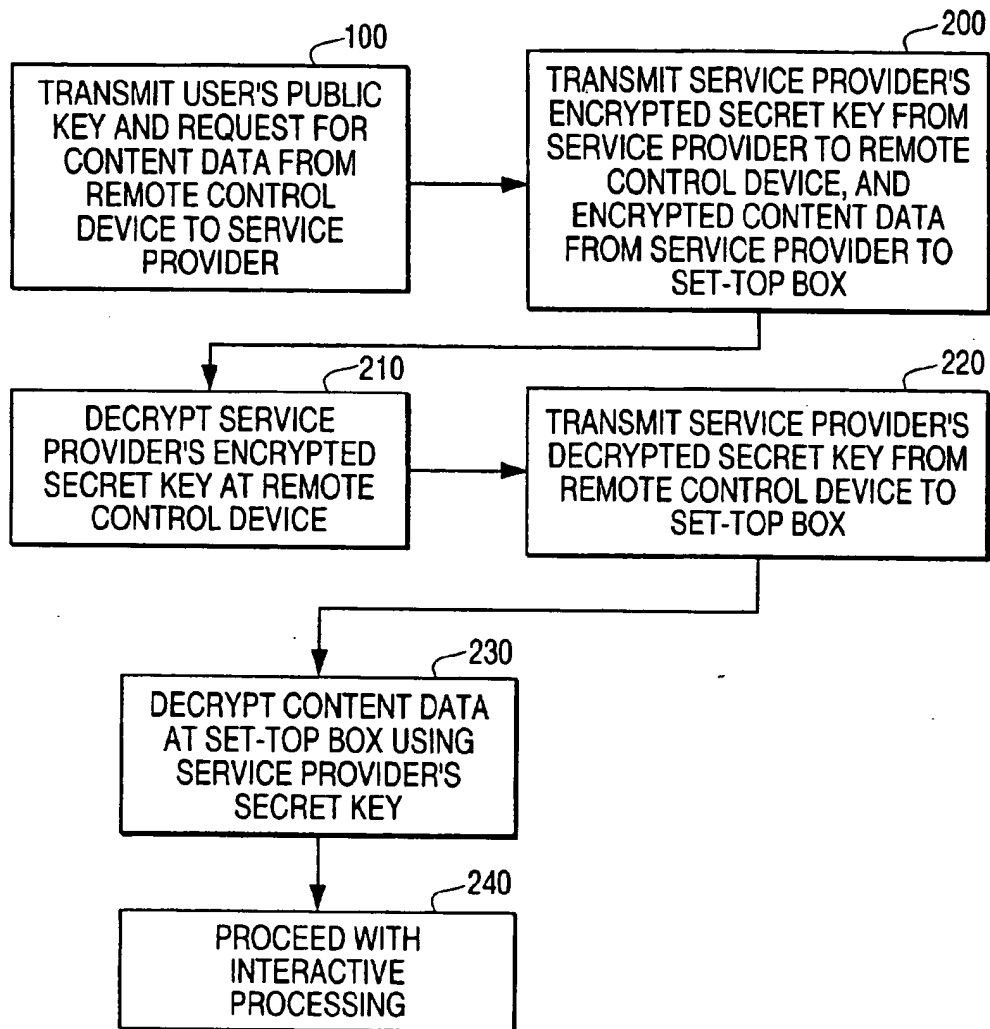 100
TRANSMIT USER'S PUBLIC
KEY AND REQUEST FOR
CONTENT DATA FROM
REMOTE CONTROL
DEVICE TO SERVICE
PROVIDER
200
TRANSMIT SERVICE PROVIDER'S
ENCRYPTED SECRET KEY FROM
SERVICE PROVIDER TO REMOTE
CONTROL DEVICE, AND
ENCRYPTED CONTENT DATA
FROM SERVICE PROVIDER TO
SET-TOP BOX
210
DECRYPT SERVICE
PROVIDER'S ENCRYPTED
SECRET KEY AT REMOTE
CONTROL DEVICE
220
TRANSMIT SERVICE PROVIDER'S
DECRYPTED SECRET KEY FROM
REMOTE CONTROL DEVICE TO
SET-TOP BOX
230
DECRYPT CONTENT DATA
AT SET-TOP BOX USING
SERVICE PROVIDER'S
SECRET KEY
240
PROCEED WITH
INTERACTIVE
PROCESSING